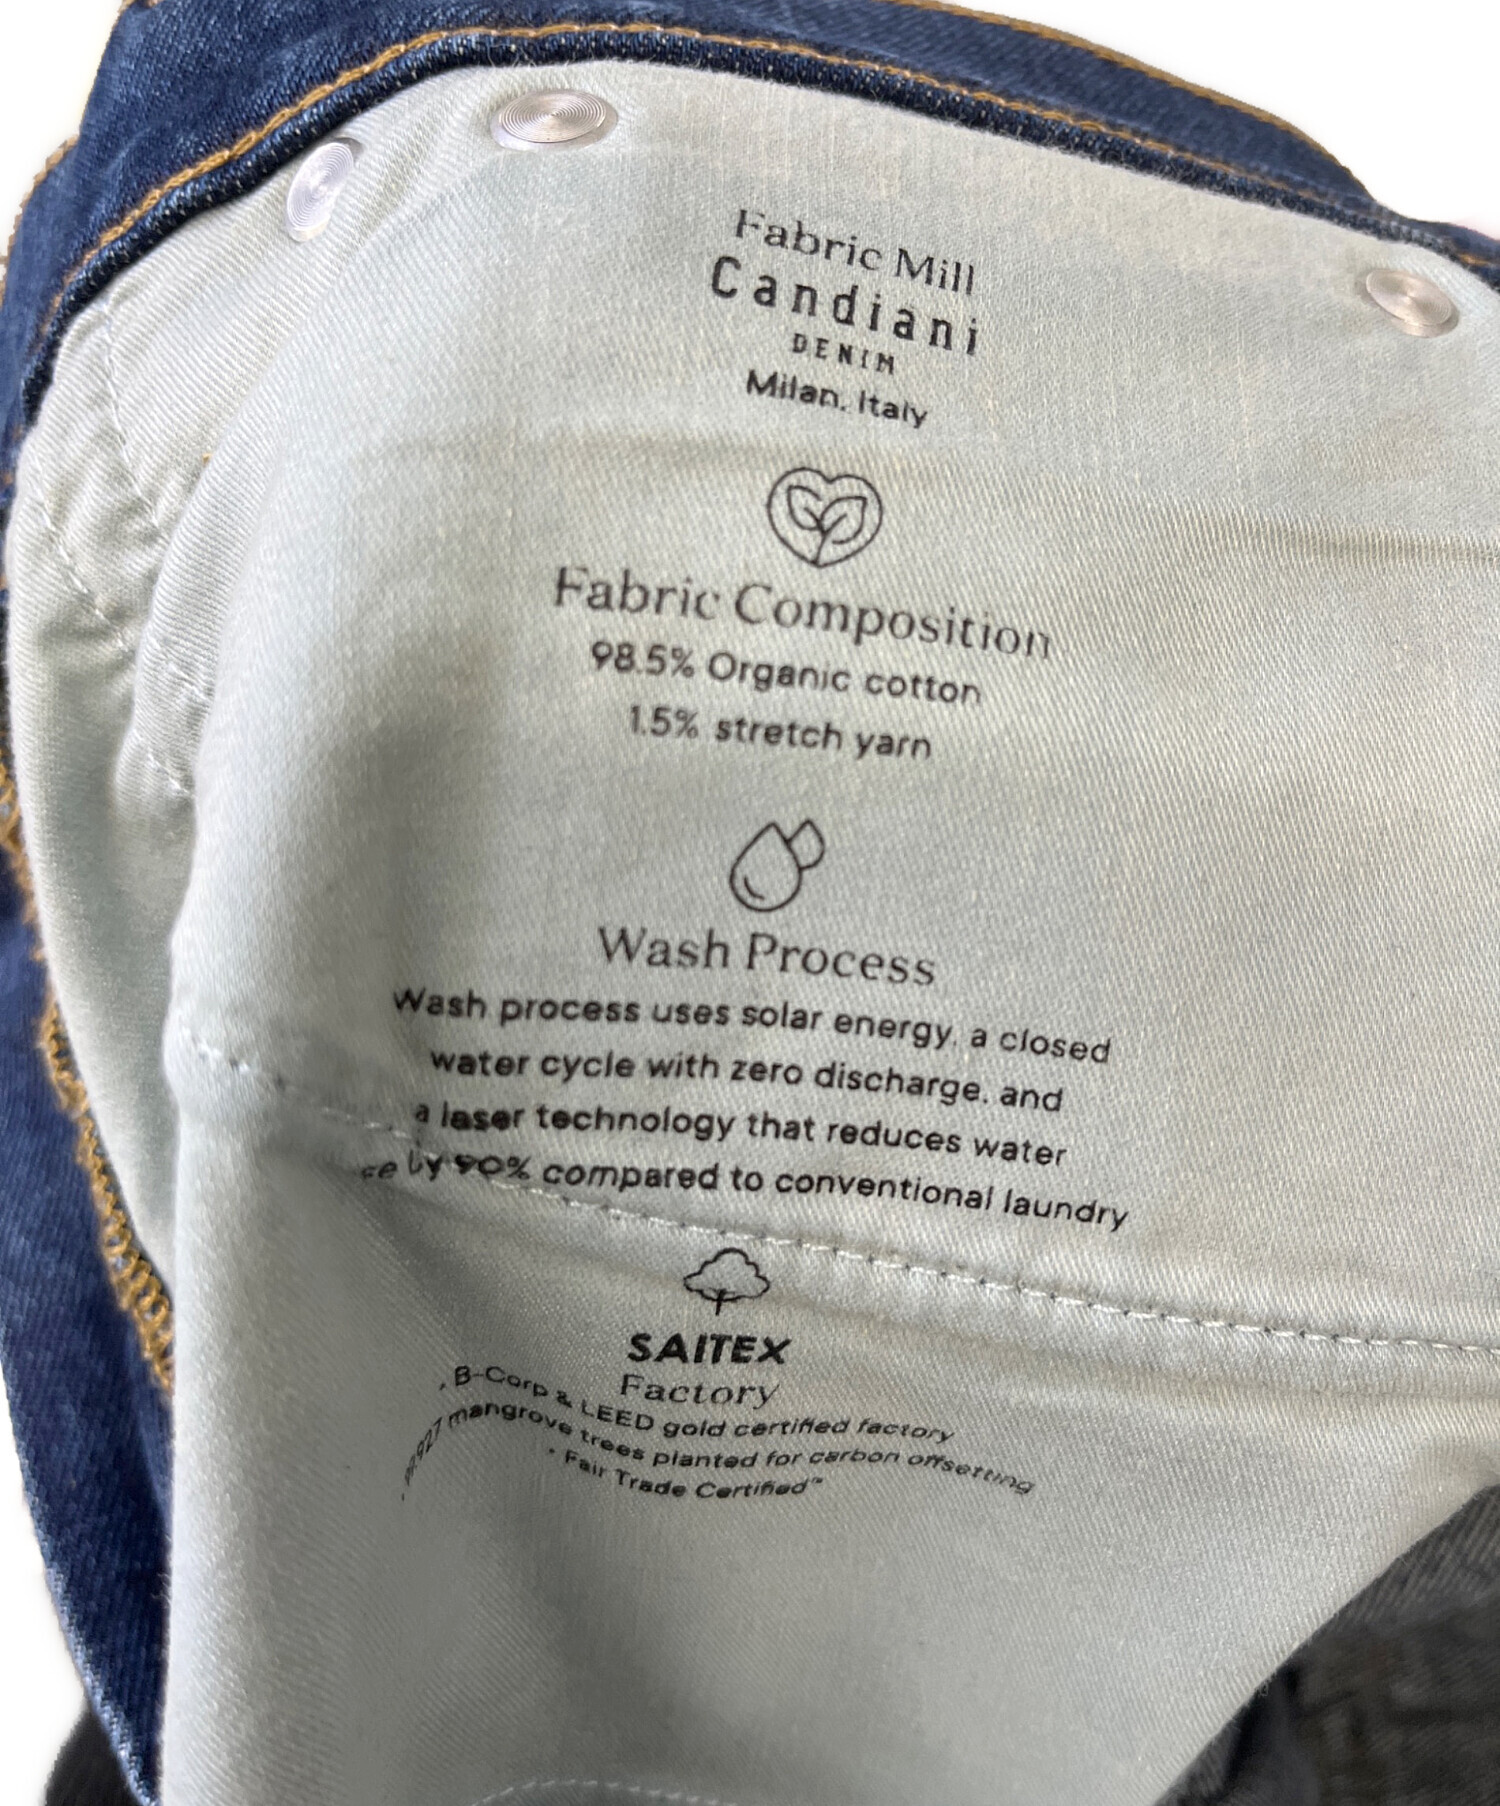 Fabric Mill
Candiani
DENIM
Milan, Italy
Fabric Composition
98.5% Organic cotton
1.5% stretch yarn
Wash Process
Wash process uses solar energy, a closed
water cycle with zero discharge, and
a laser technology that reduces water
by 90% compared to conventional laundry
SAITEX
Factory
B-Corp & LEED gold certified factory
mangrove trees planted for carbon offsetting
• Fair Trade Certified™